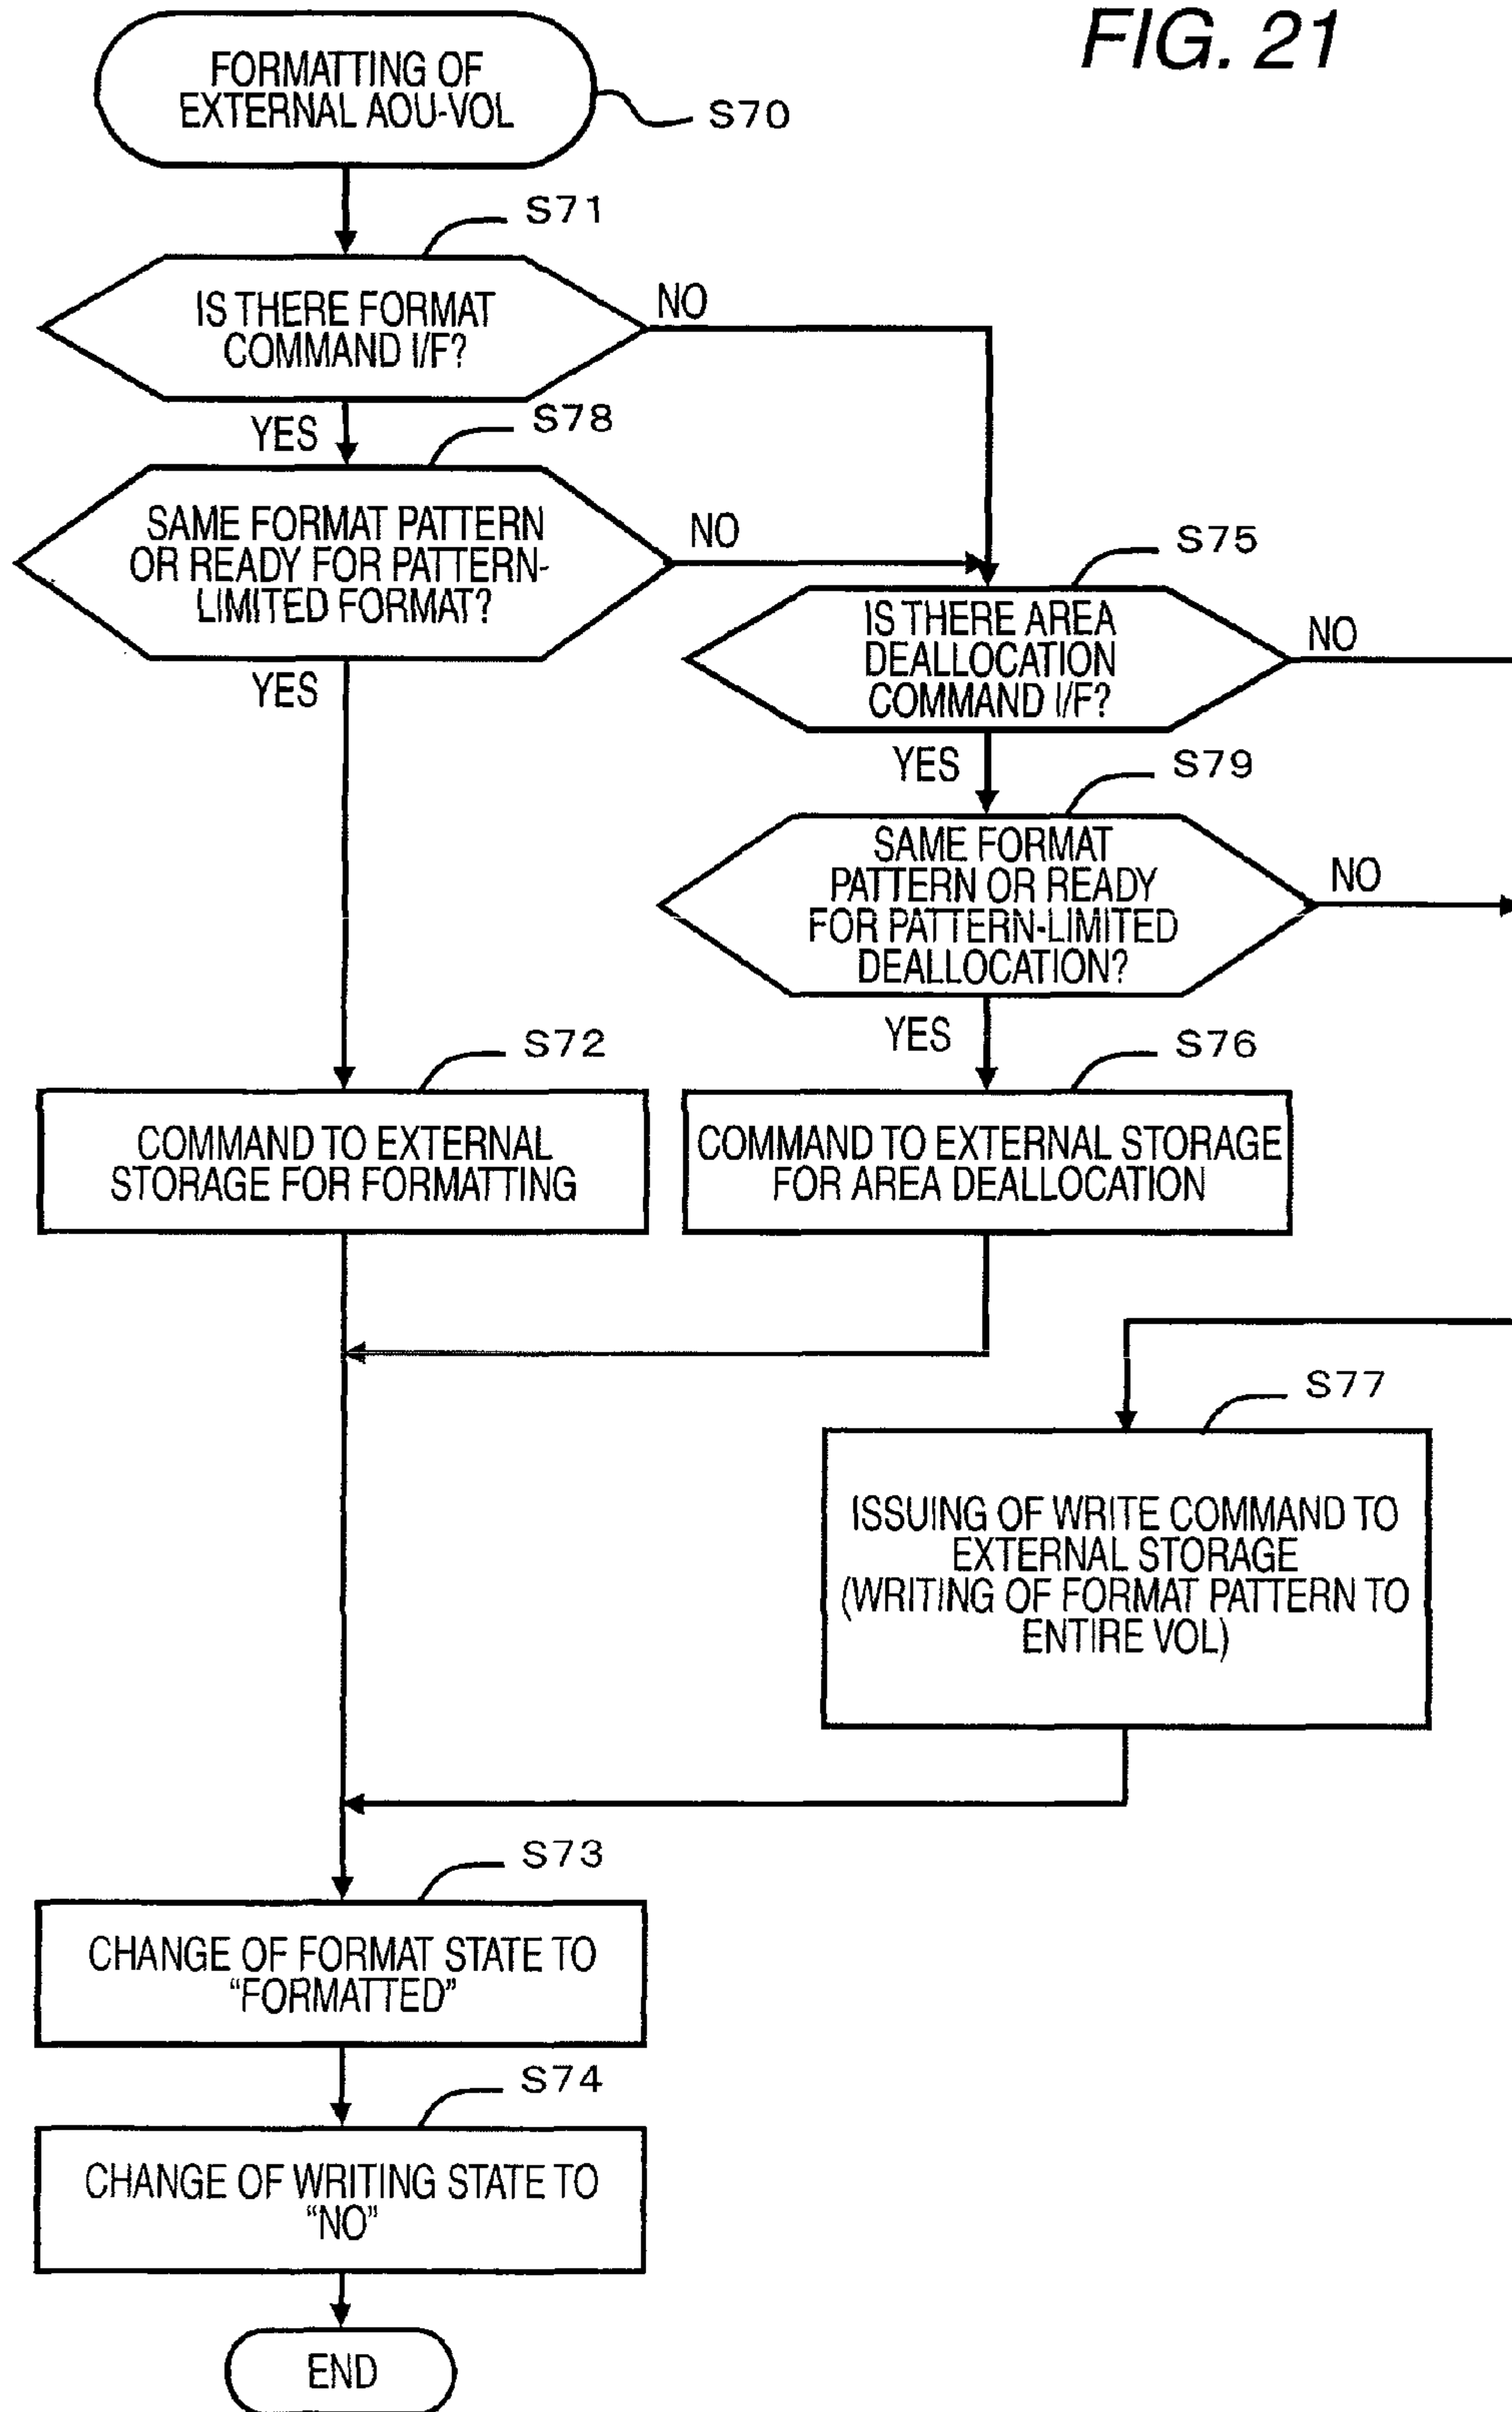 FIG. 21
FORMATTING OF
EXTERNAL AOU-VOL
S70
S71
IS THERE FORMAT
COMMAND I/F?
NO
YES
S78
SAME FORMAT PATTERN
OR READY FOR PATTERN-
LIMITED FORMAT?
NO
YES
S75
IS THERE AREA
DEALLOCATION
COMMAND I/F?
NO
YES
S79
SAME FORMAT
PATTERN OR READY
FOR PATTERN-LIMITED
DEALLOCATION?
NO
YES
S72
COMMAND TO EXTERNAL
STORAGE FOR FORMATTING
S76
COMMAND TO EXTERNAL STORAGE
FOR AREA DEALLOCATION
S77
ISSUING OF WRITE COMMAND TO
EXTERNAL STORAGE
(WRITING OF FORMAT PATTERN TO
ENTIRE VOL)
S73
CHANGE OF FORMAT STATE TO
“FORMATTED”
S74
CHANGE OF WRITING STATE TO
“NO”
END